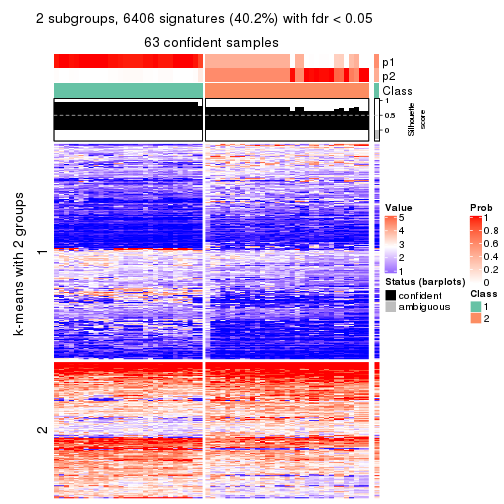 2 subgroups, 6406 signatures (40.2%) with fdr < 0.05
63 confident samples
p1
p2
Class
1
0.5
0
Silhouette
score
k-means with 2 groups
1
2
Value
5
4
3
2
1
Status (barplots)
confident
ambiguous
Prob
1
0.8
0.6
0.4
0.2
0
Class
1
2